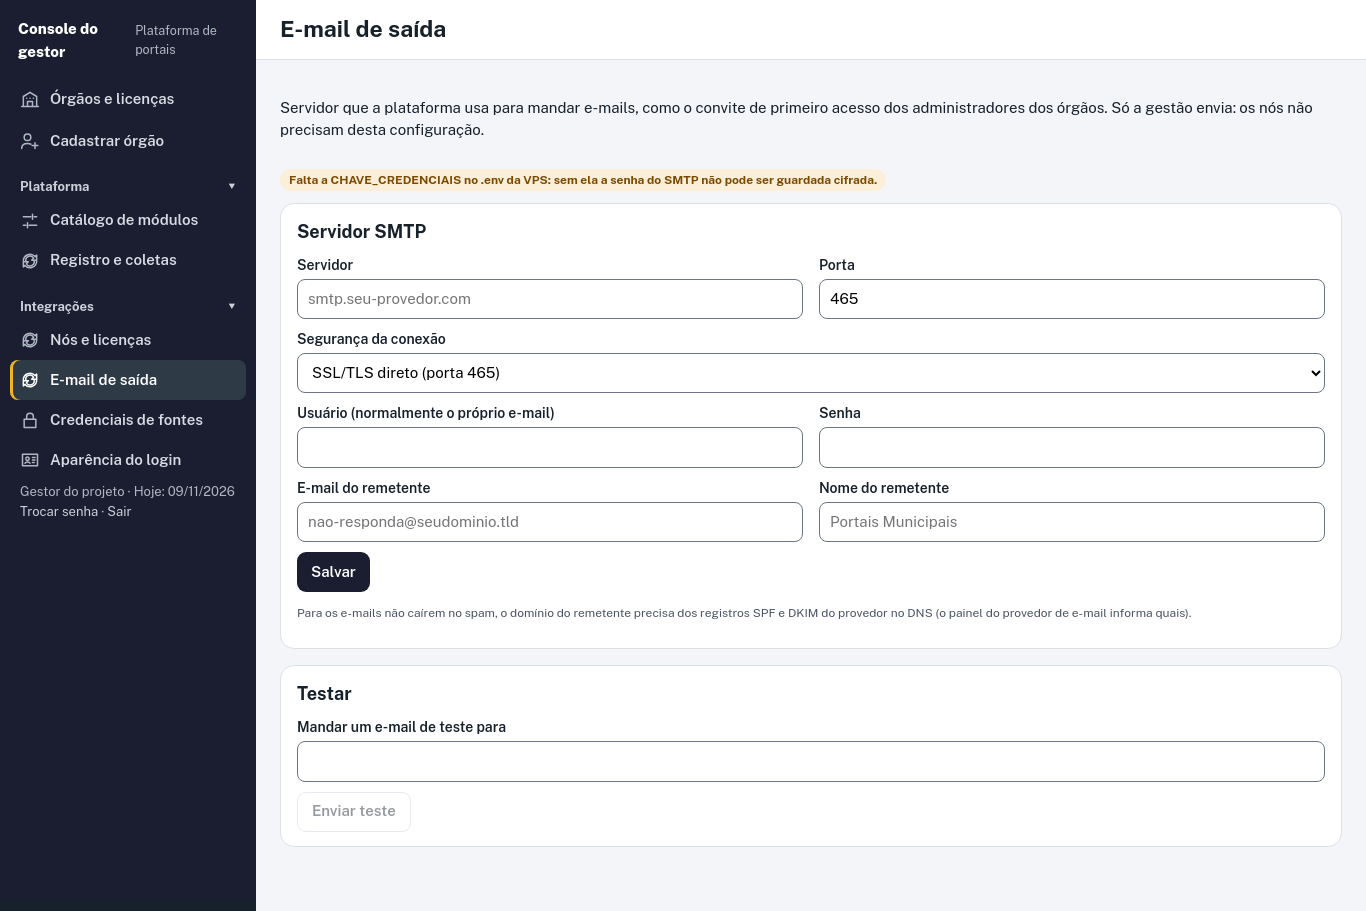 Console do
gestor
Plataforma de
portais
Órgãos e licenças
Cadastrar órgão
Plataforma
Catálogo de módulos
Registro e coletas
Integrações
Nós e licenças
E-mail de saída
Credenciais de fontes
Aparência do login
Gestor do projeto · Hoje: 09/11/2026
Trocar senha · Sair
E-mail de saída
Servidor que a plataforma usa para mandar e-mails, como o convite de primeiro acesso dos administradores dos órgãos. Só a gestão envia: os nós não
precisam desta configuração.
Falta a CHAVE_CREDENCIAIS no .env da VPS: sem ela a senha do SMTP não pode ser guardada cifrada.
Servidor SMTP
Servidor
Porta
smtp.seu-provedor.com
465
Segurança da conexão
SSL/TLS direto (porta 465)
Usuário (normalmente o próprio e-mail)
Senha
E-mail do remetente
Nome do remetente
nao-responda@seudominio.tld
Portais Municipais
Salvar
Para os e-mails não caírem no spam, o domínio do remetente precisa dos registros SPF e DKIM do provedor no DNS (o painel do provedor de e-mail informa quais).
Testar
Mandar um e-mail de teste para
Enviar teste